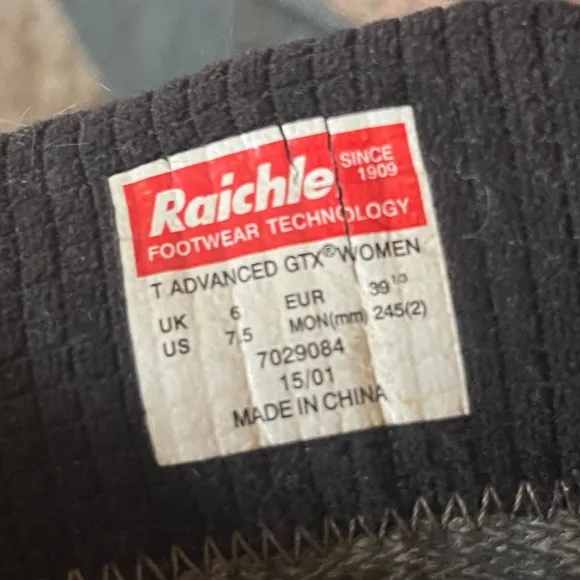 Raichle SINCE 1909
FOOTWEAR TECHNOLOGY
T ADVANCED GTX® WOMEN
UK 6 EUR 39 1/3
US 7.5 MON(mm) 245(2)
7029084
15/01
MADE IN CHINA